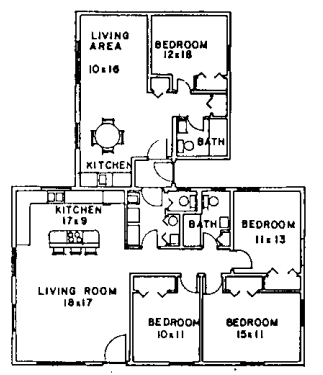 LIVING
AREA
10x16
BEDROOM
12x18
BATH
KITCHEN
KITCHEN
17x9
BATH
BEDROOM
11x13
LIVING ROOM
18x17
BEDROOM
10x11
BEDROOM
15x11